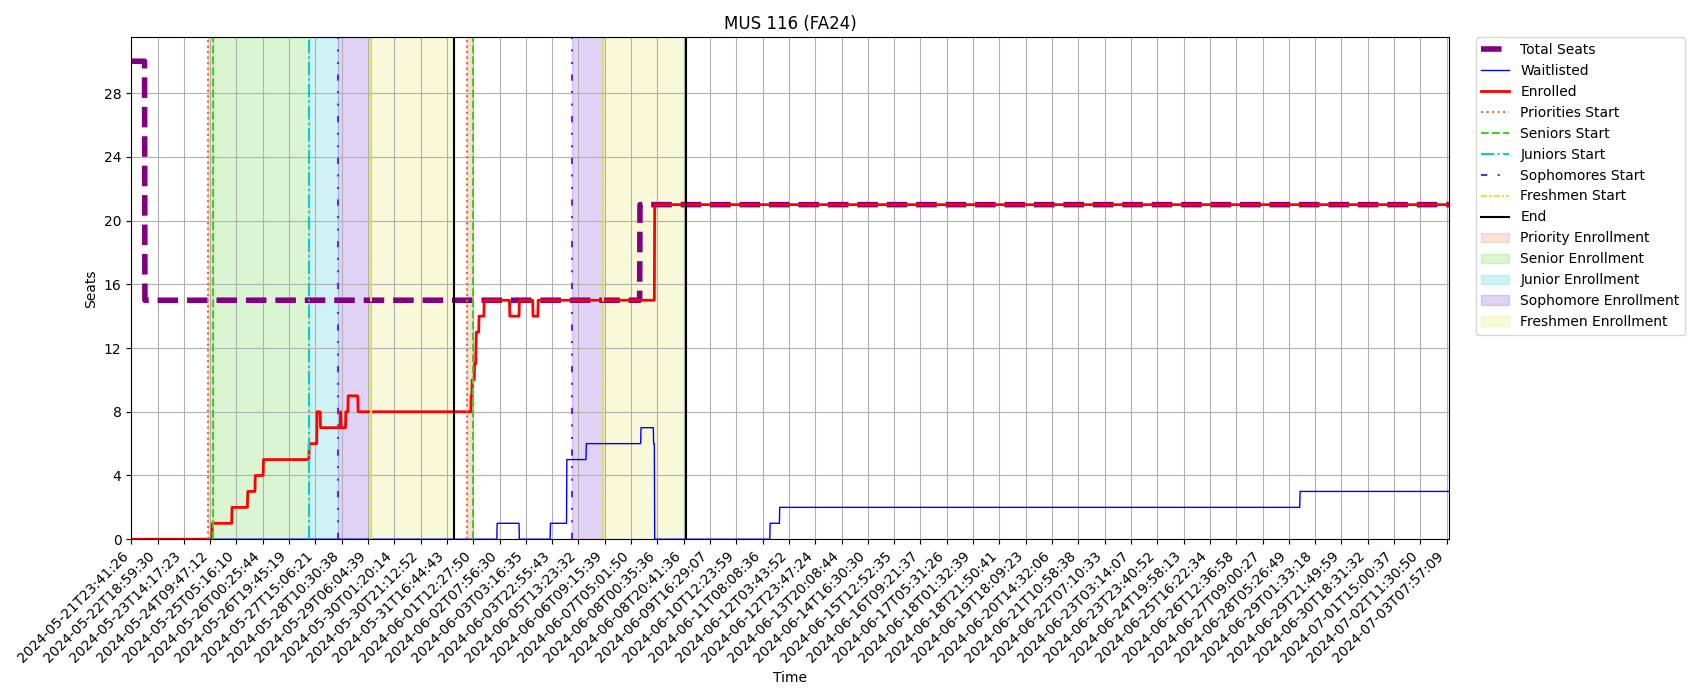 MUS 116 (FA24)
Seats
28
24
20
16
12
8
4
0
2024-05-21T23:41:26
2024-05-22T18:59:30
2024-05-23T14:17:23
2024-05-24T09:47:12
2024-05-25T05:16:10
2024-05-26T00:25:44
2024-05-26T19:45:19
2024-05-27T15:06:21
2024-05-28T10:30:38
2024-05-29T06:04:39
2024-05-30T01:20:14
2024-05-30T21:12:52
2024-05-31T16:44:43
2024-06-01T12:27:50
2024-06-02T07:56:30
2024-06-03T03:16:35
2024-06-03T22:55:43
2024-06-05T13:23:32
2024-06-06T09:15:39
2024-06-07T05:01:50
2024-06-08T00:35:36
2024-06-08T20:41:36
2024-06-09T16:29:07
2024-06-10T12:23:59
2024-06-11T08:08:36
2024-06-12T03:43:52
2024-06-12T23:47:24
2024-06-13T20:08:44
2024-06-14T16:30:30
2024-06-15T12:52:35
2024-06-16T09:21:37
2024-06-17T05:31:26
2024-06-18T01:32:39
2024-06-18T21:50:41
2024-06-19T18:09:23
2024-06-20T14:32:06
2024-06-21T10:58:38
2024-06-22T07:10:33
2024-06-23T03:14:07
2024-06-23T23:40:52
2024-06-24T19:58:13
2024-06-25T16:22:34
2024-06-26T12:36:58
2024-06-27T09:00:27
2024-06-28T05:26:49
2024-06-29T01:33:18
2024-06-29T21:49:59
2024-06-30T18:31:32
2024-07-01T15:00:37
2024-07-02T11:30:50
2024-07-03T07:57:09
Time
Total Seats
Waitlisted
Enrolled
Priorities Start
Seniors Start
Juniors Start
Sophomores Start
Freshmen Start
End
Priority Enrollment
Senior Enrollment
Junior Enrollment
Sophomore Enrollment
Freshmen Enrollment